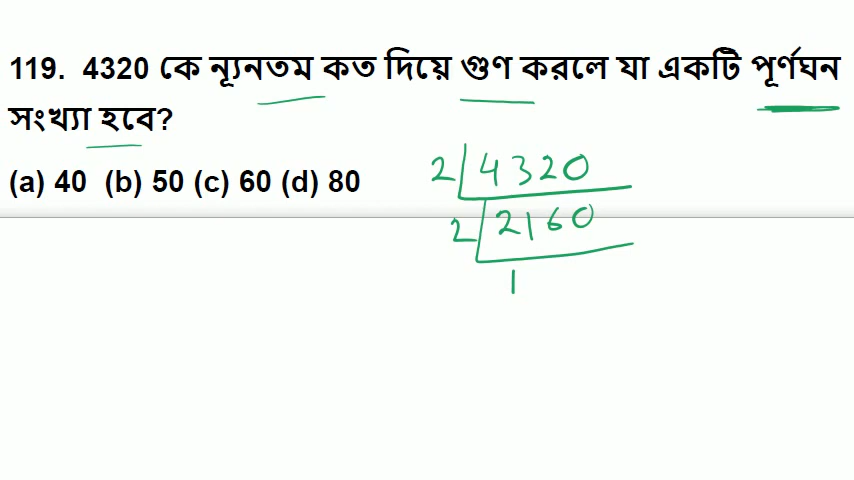 119. 4320 কে ন্যূনতম কত দিয়ে গুণ করলে যা একটি পূর্ণঘন
সংখ্যা হবে?
(a) 40 (b) 50 (c) 60 (d) 80
2 4320
2 2160
1